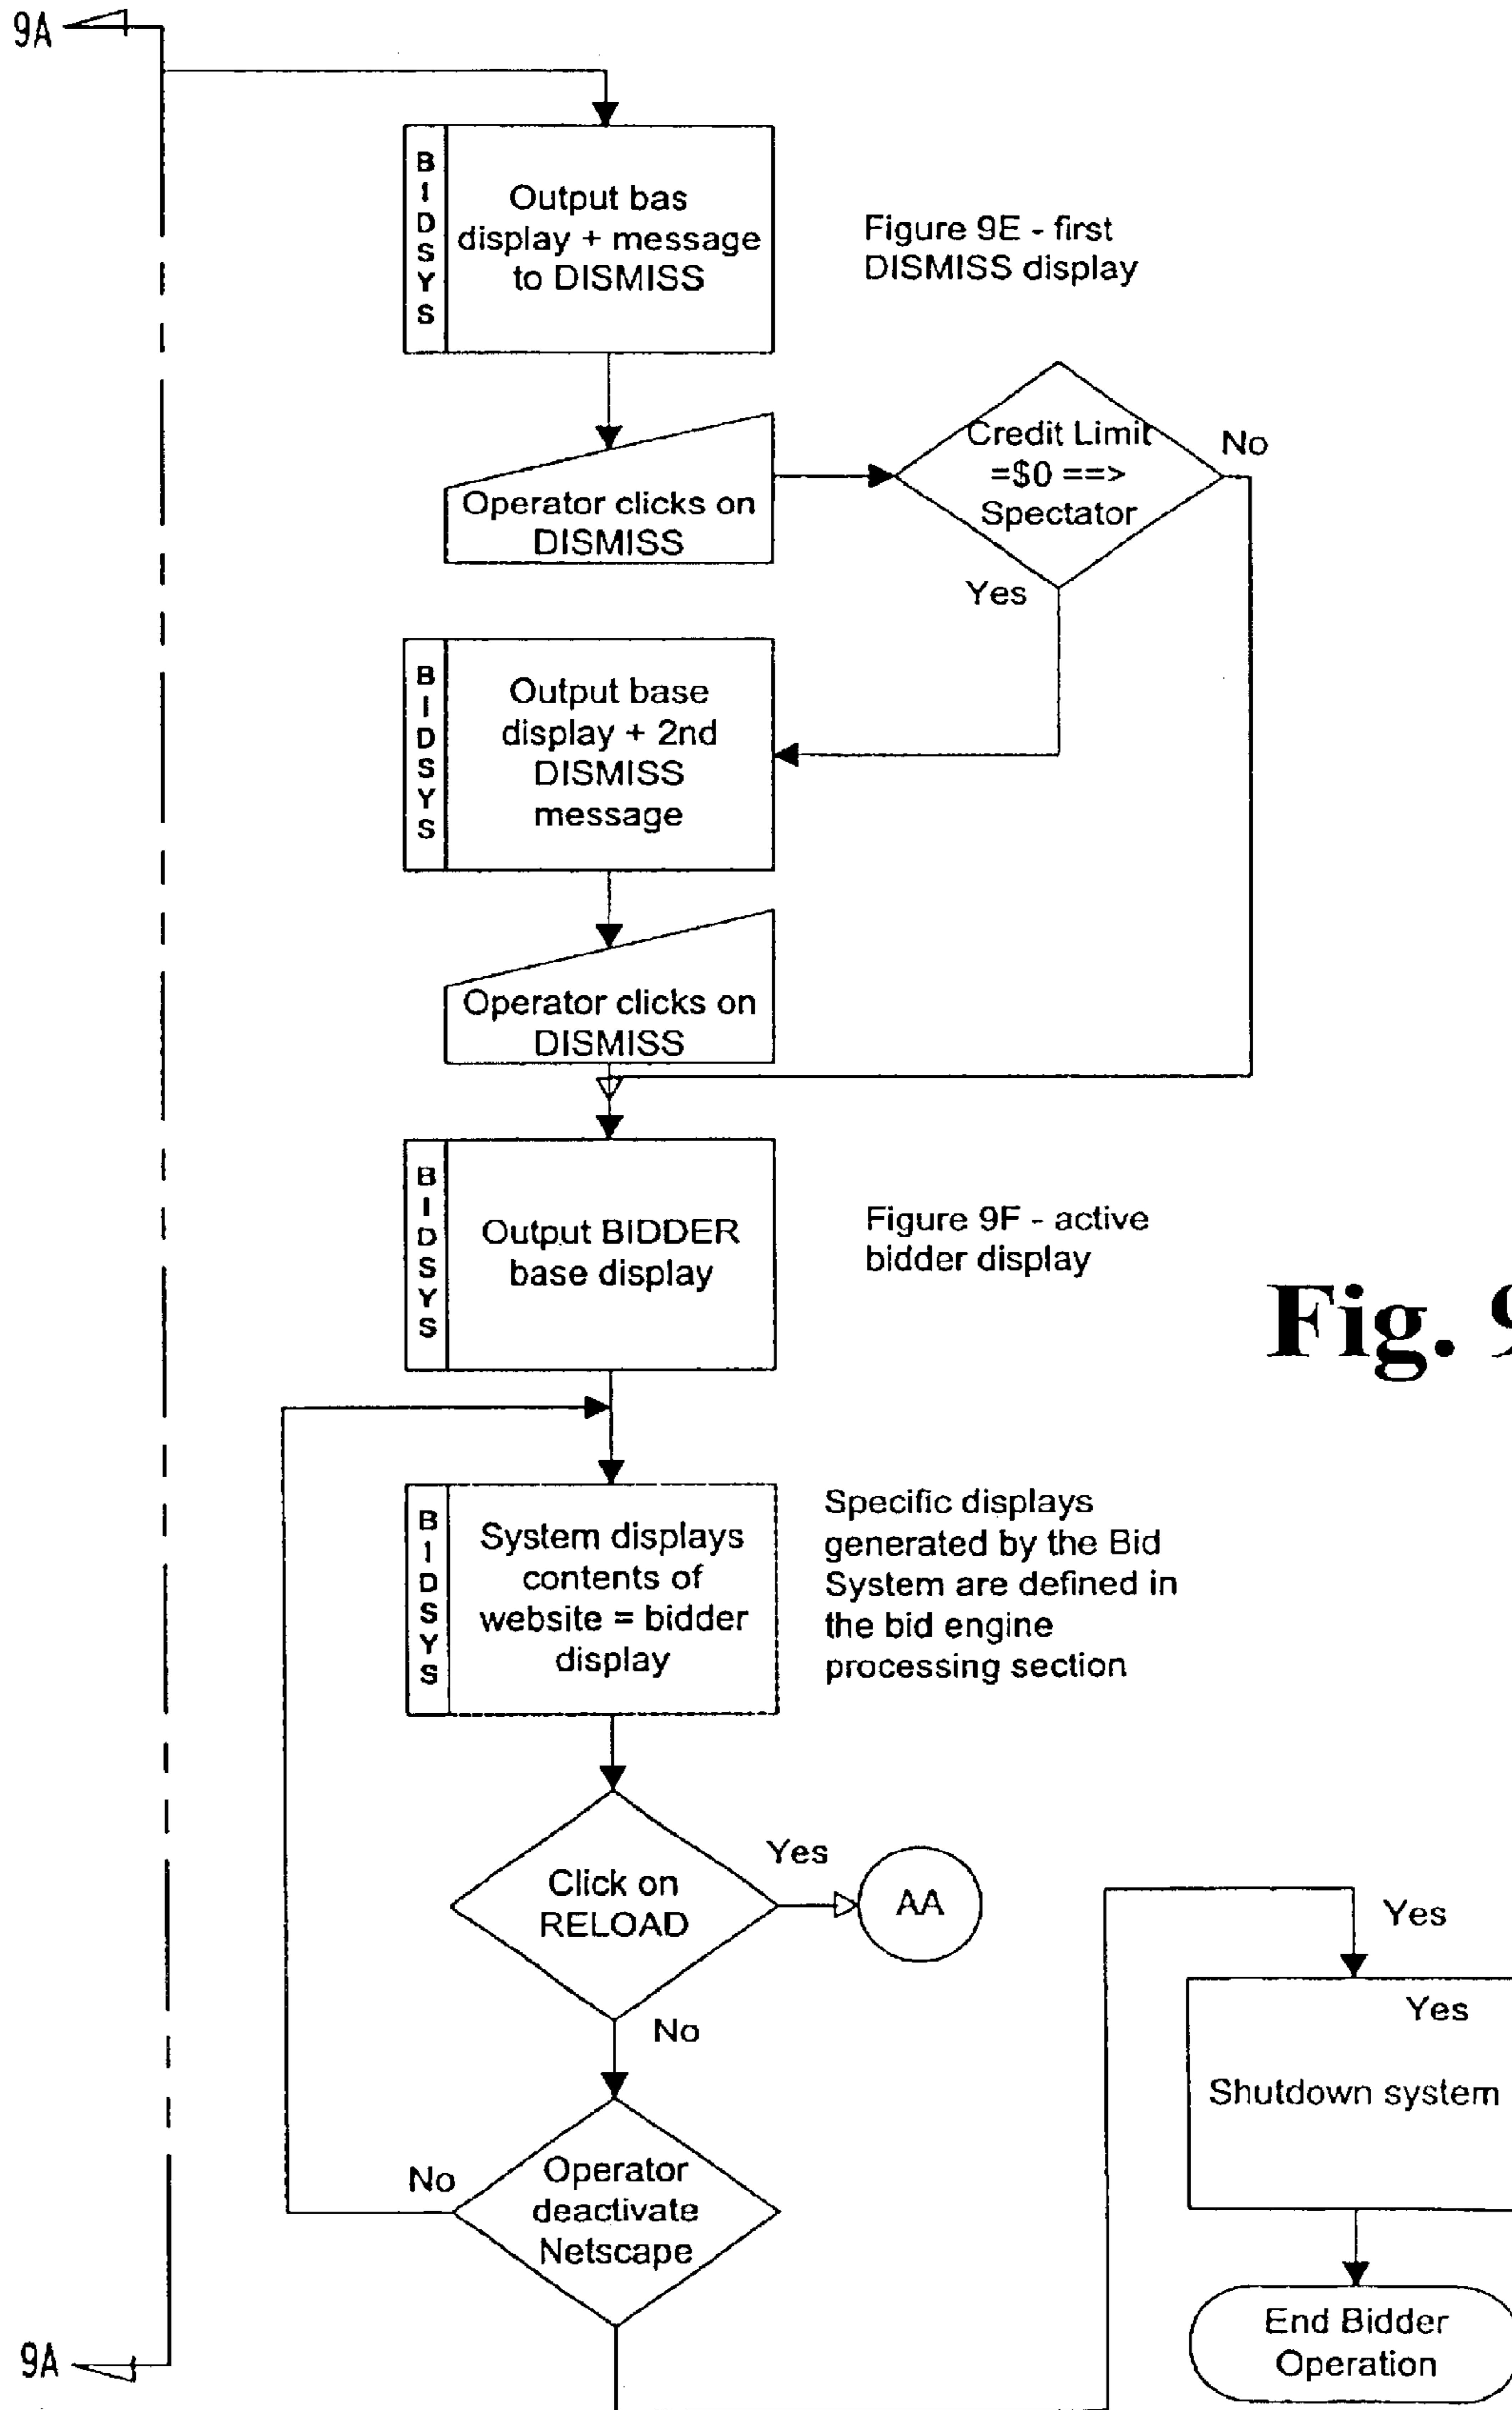 9A
BIDSYS
Output bas
display + message
to DISMISS
Figure 9E - first
DISMISS display
Operator clicks on
DISMISS
Credit Limit
=$0 ==>
Spectator
No
Yes
BIDSYS
Output base
display + 2nd
DISMISS
message
Operator clicks on
DISMISS
BIDSYS
Output BIDDER
base display
Figure 9F - active
bidder display
Fig. 9
BIDSYS
System displays
contents of
website = bidder
display
Specific displays
generated by the Bid
System are defined in
the bid engine
processing section
Click on
RELOAD
Yes
AA
No
Operator
deactivate
Netscape
No
Yes
Yes
Shutdown system
End Bidder
Operation
9A